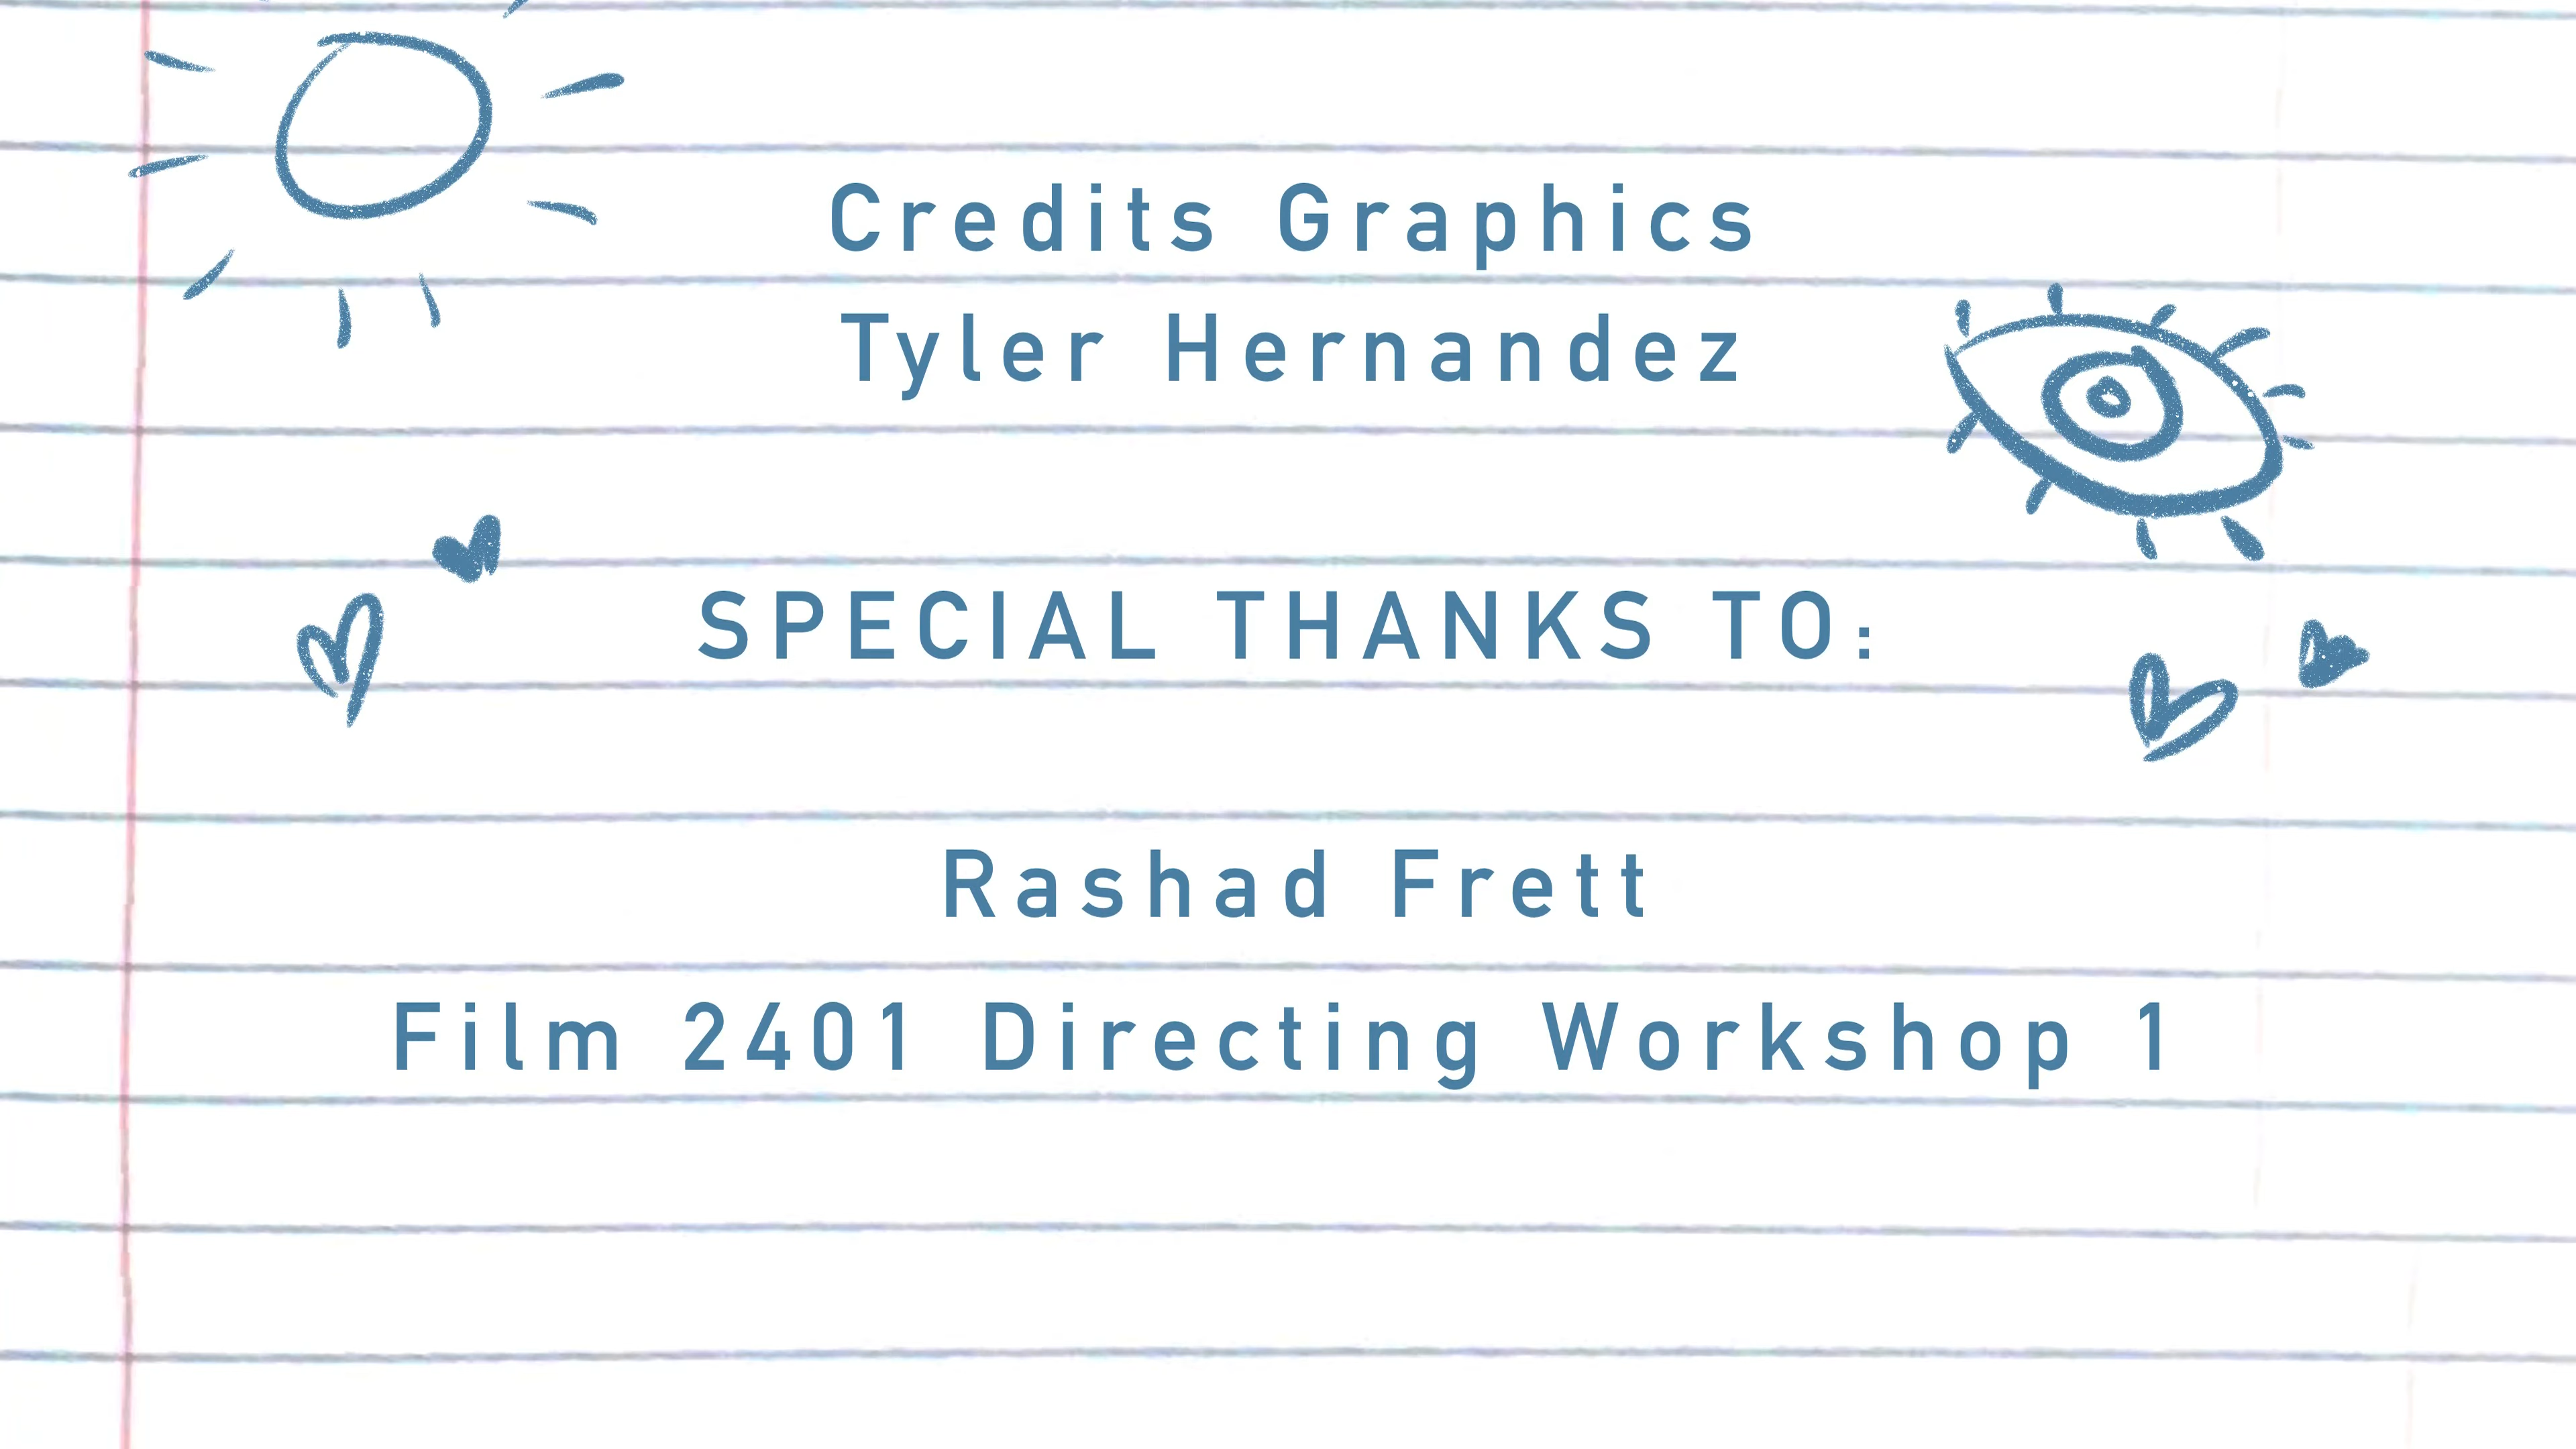 Credits Graphics
Tyler Hernandez
SPECIAL THANKS TO:
Rashad Frett
Film 2401 Directing Workshop 1